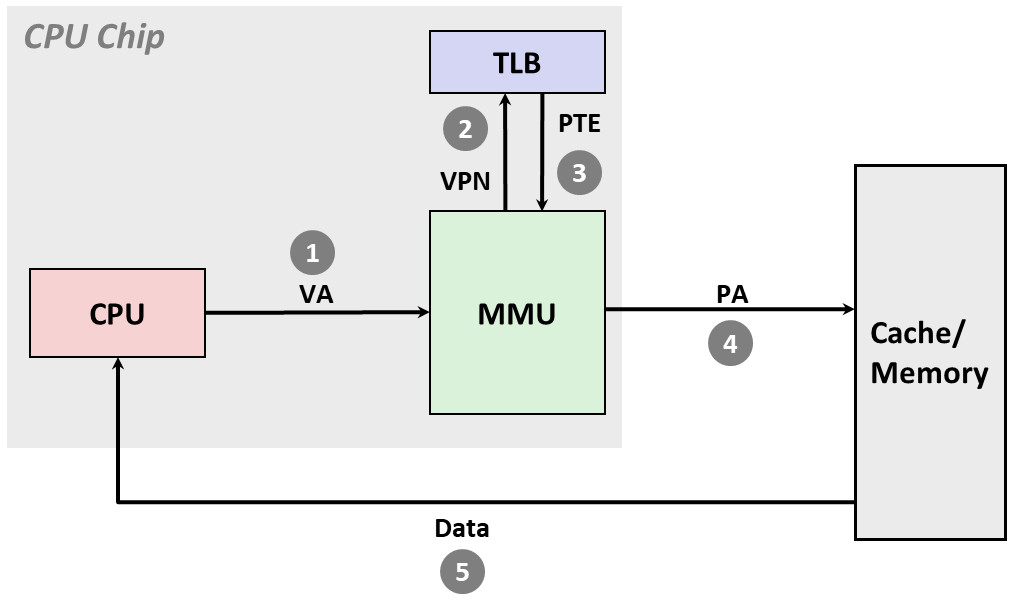 CPU Chip
TLB
2
PTE
VPN
3
1
VA
CPU
MMU
PA
4
Cache/
Memory
Data
5